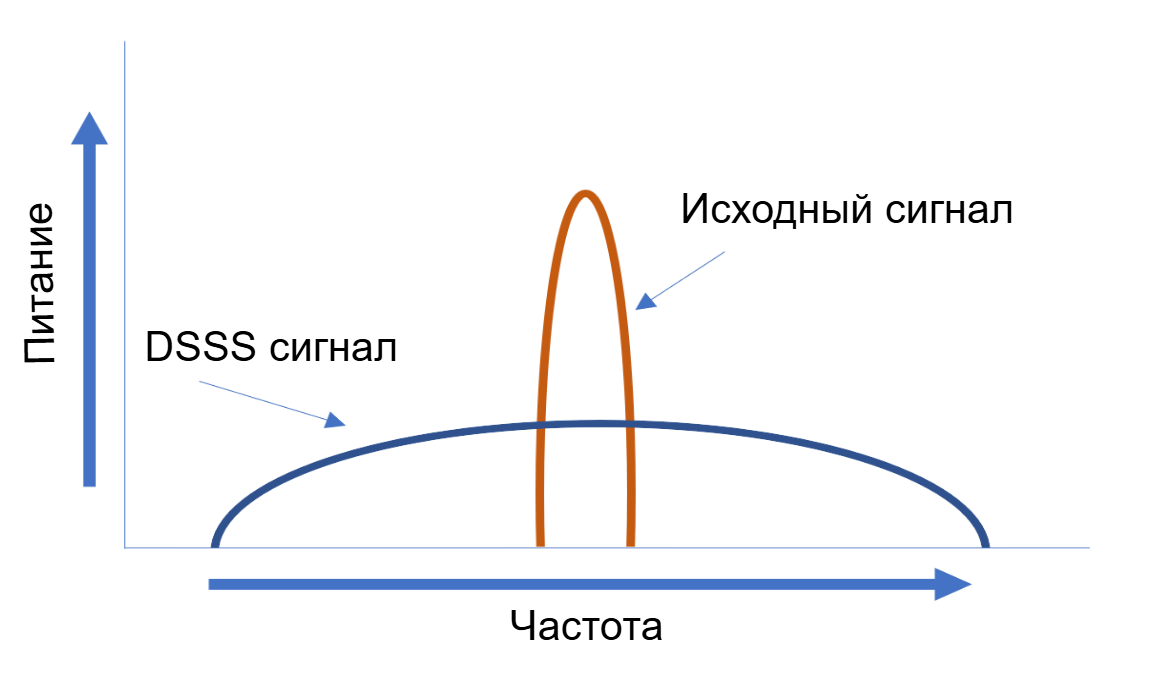 Исходный сигнал
Питание
DSSS сигнал
Частота